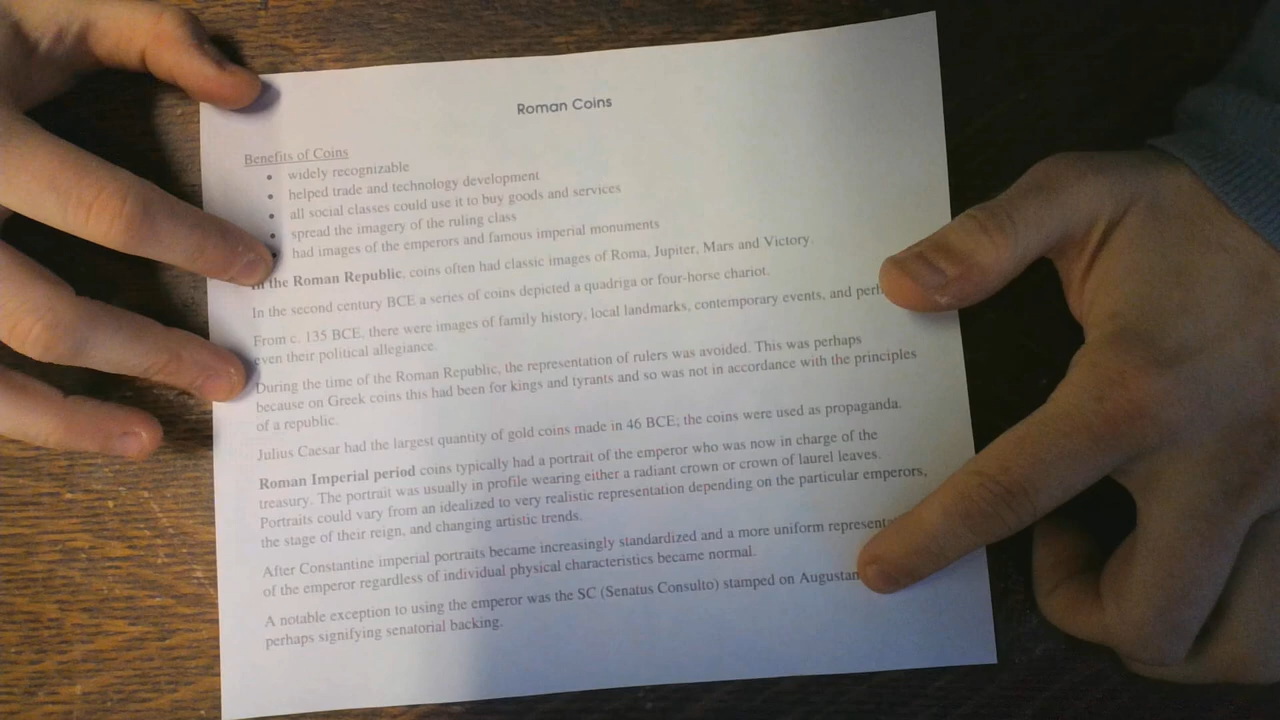 Roman Coins
Benefits of Coins
• widely recognizable
• helped trade and technology development
• all social classes could use it to buy goods and services
• spread the imagery of the ruling class
• had images of the emperors and famous imperial monuments
the Roman Republic, coins often had classic images of Roma, Jupiter, Mars and Victory.
In the second century BCE a series of coins depicted a quadriga or four-horse chariot.
From c. 135 BCE, there were images of family history, local landmarks, contemporary events, and
even their political allegiance.
During the time of the Roman Republic, the representation of rulers was avoided. This was perhaps
because on Greek coins this had been for kings and tyrants and so was not in accordance with the principles
of a republic.
Julius Caesar had the largest quantity of gold coins made in 46 BCE; the coins were used as propaganda.
Roman Imperial period coins typically had a portrait of the emperor who was now in charge of the
treasury. The portrait was usually in profile wearing either a radiant crown or crown of laurel leaves.
Portraits could vary from an idealized to very realistic representation depending on the particular emperors,
the stage of their reign, and changing artistic trends.
After Constantine imperial portraits became increasingly standardized and a more uniform
of the emperor regardless of individual physical characteristics became normal.
A notable exception to using the emperor was the SC (Senatus Consulto) stamped on Augustan
perhaps signifying senatorial backing.